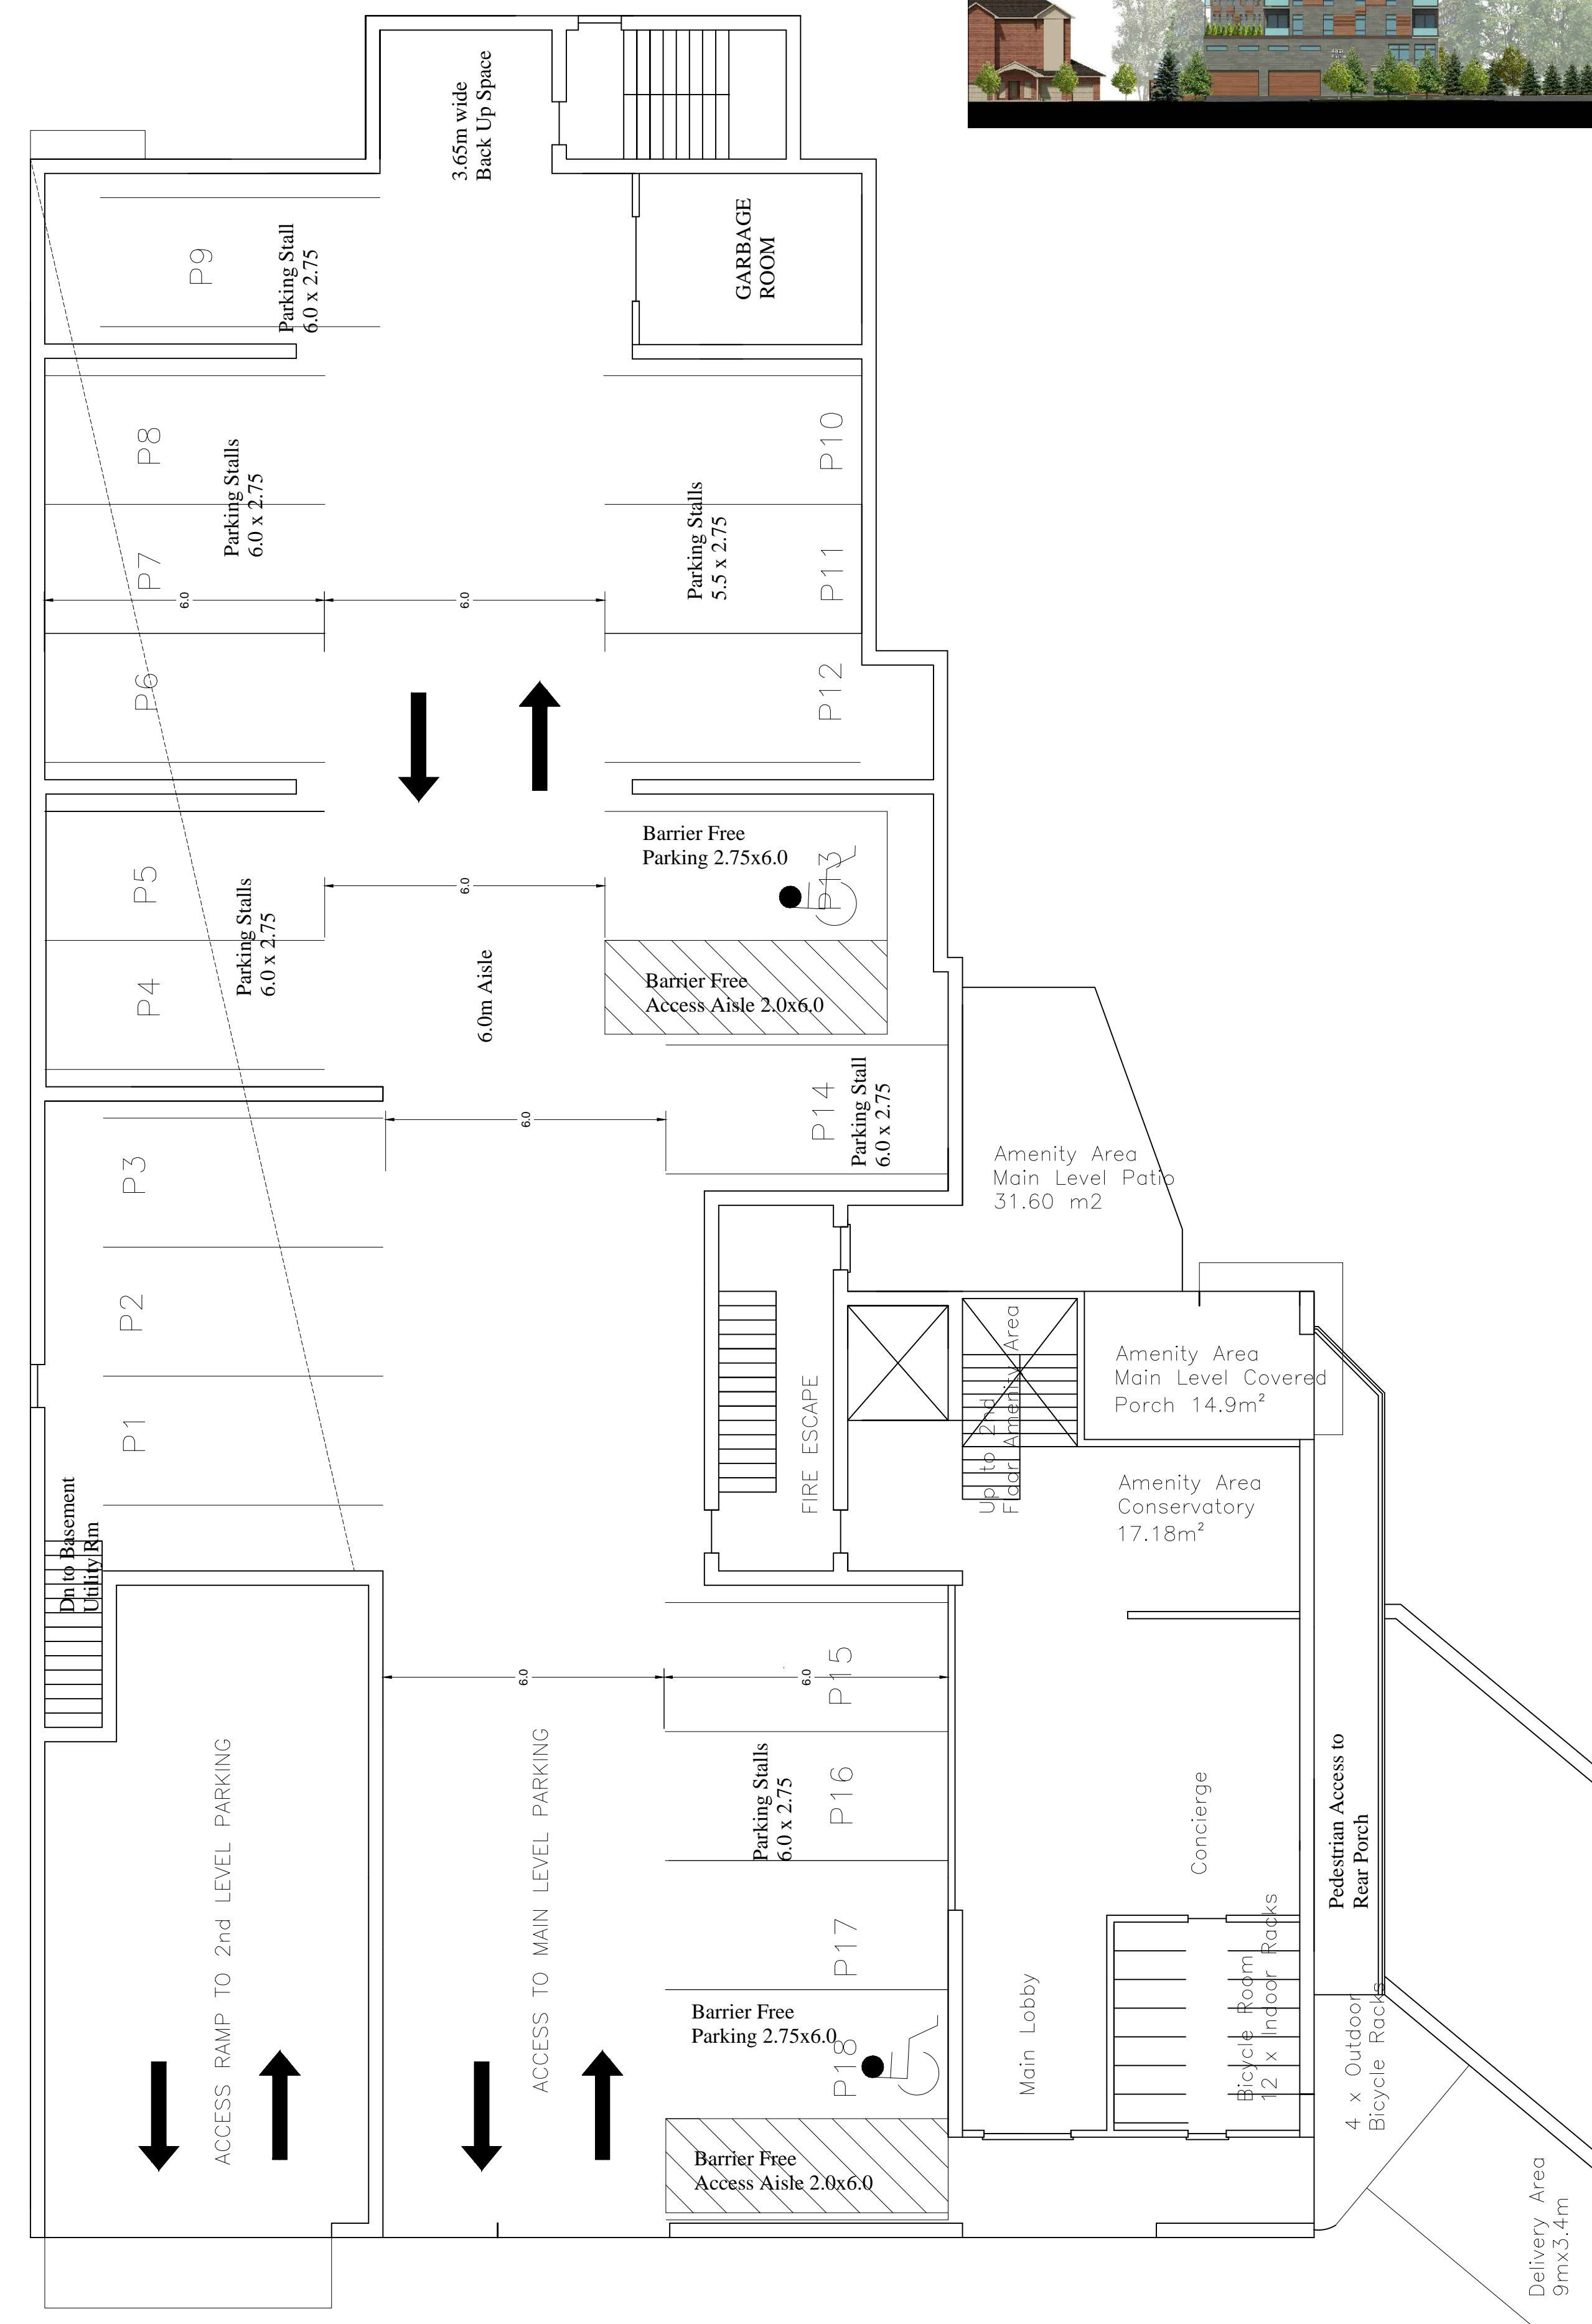 3.65m wide
Back Up Space
P9
Parking Stall
6.0 x 2.75
GARBAGE
ROOM
P8
Parking Stalls
6.0 x 2.75
P7
P10
Parking Stalls
5.5 x 2.75
P11
6.0
6.0
P6
P12
P5
Parking Stalls
6.0 x 2.75
P4
6.0
6.0m Aisle
Barrier Free
Parking 2.75x6.0
P13
Barrier Free
Access Aisle 2.0x6.0
P14
Parking Stall
6.0 x 2.75
6.0
P3
P2
P1
Amenity Area
Main Level Patio
31.60 m2
FIRE ESCAPE
Up to 2nd
Floor Amenity Area
Amenity Area
Main Level Covered
Porch 14.9m²
Amenity Area
Conservatory
17.18m²
Dn to Basement
Utility Rm
6.0
6.0
P15
Parking Stalls
6.0 x 2.75
P16
P17
ACCESS RAMP TO 2nd LEVEL PARKING
ACCESS TO MAIN LEVEL PARKING
Barrier Free
Parking 2.75x6.0
P18
Barrier Free
Access Aisle 2.0x6.0
Concierge
Main Lobby
Bicycle Room
12 x Indoor Racks
Pedestrian Access to
Rear Porch
4 x Outdoor
Bicycle Racks
Delivery Area
9mx3.4m